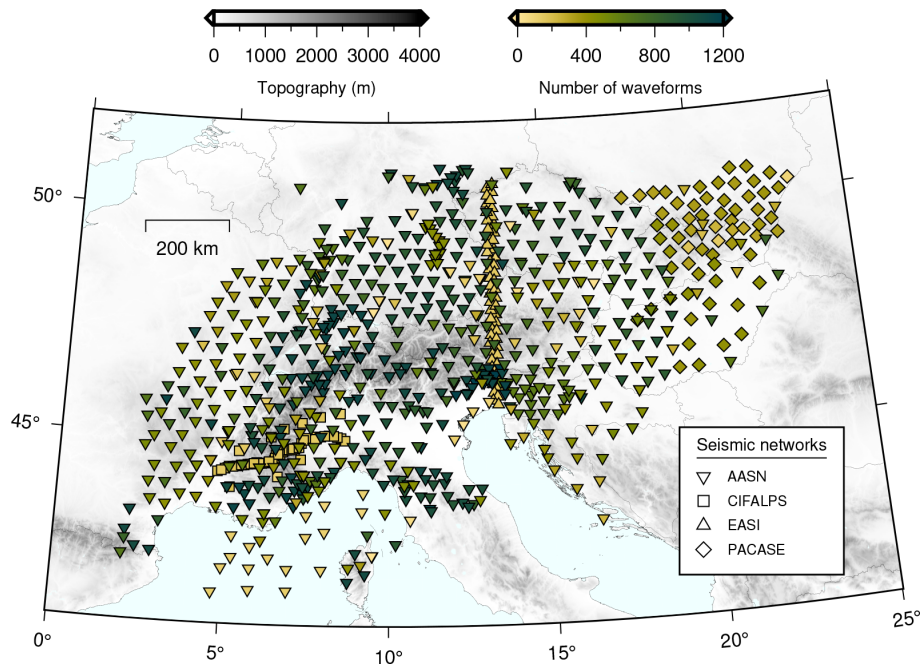 0 1000 2000 3000 4000
Topography (m)
0 400 800 1200
Number of waveforms
50°
200 km
45°
Seismic networks
AASN
CIFALPS
EASI
PACASE
0°
5°
10°
15°
20°
25°